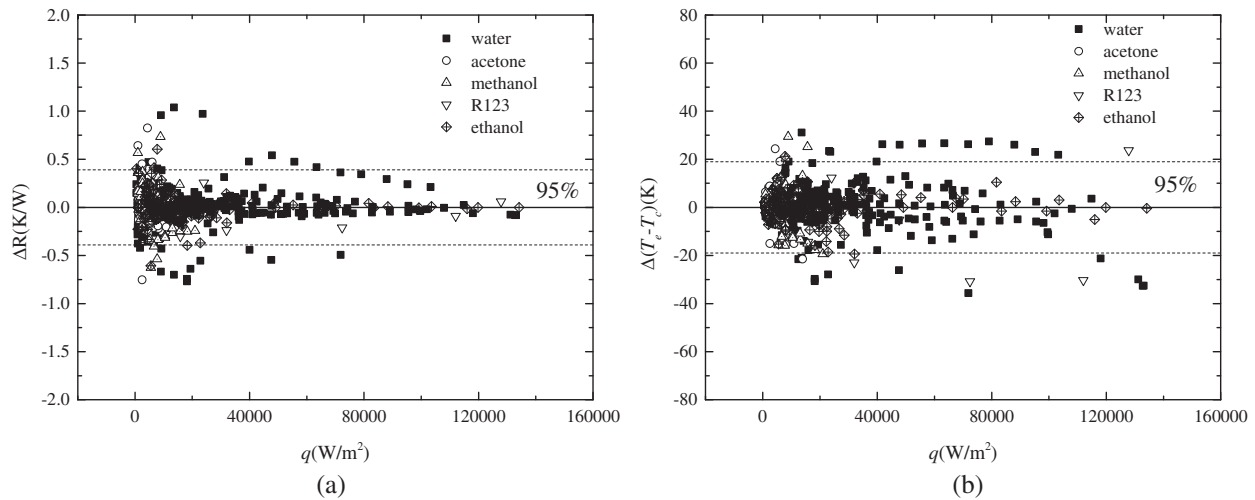 2.0
1.5
1.0
0.5
0.0
-0.5
-1.0
-1.5
-2.0
ΔR(K/W)
water
acetone
methanol
R123
ethanol
95%
0 40000 80000 120000 160000
q(W/m²)
(a)
80
60
40
20
0
-20
-40
-60
-80
Δ(Te-Tc)(K)
water
acetone
methanol
R123
ethanol
95%
0 40000 80000 120000 160000
q(W/m²)
(b)